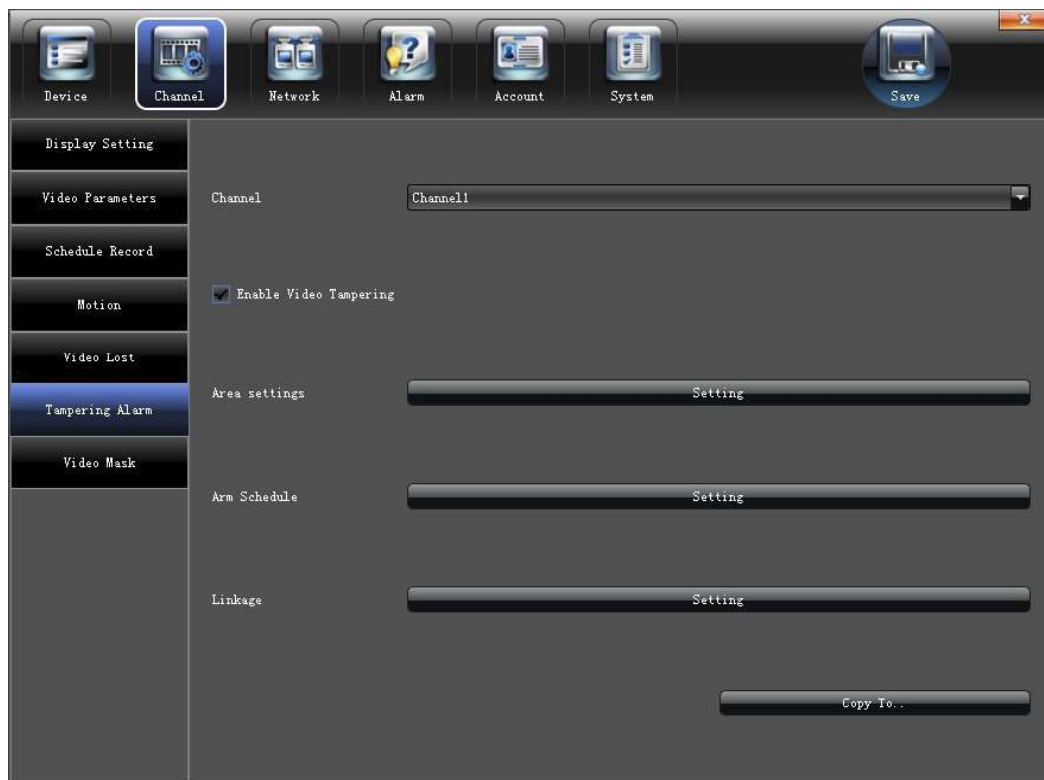 Device Channel Network Alarm Account System Save
Display Setting
Video Parameters
Channel Channel1
Schedule Record
Enable Video Tampering
Motion
Video Lost
Area settings Setting
Tampering Alarm
Video Mask
Arm Schedule Setting
Linkage Setting
Copy To..